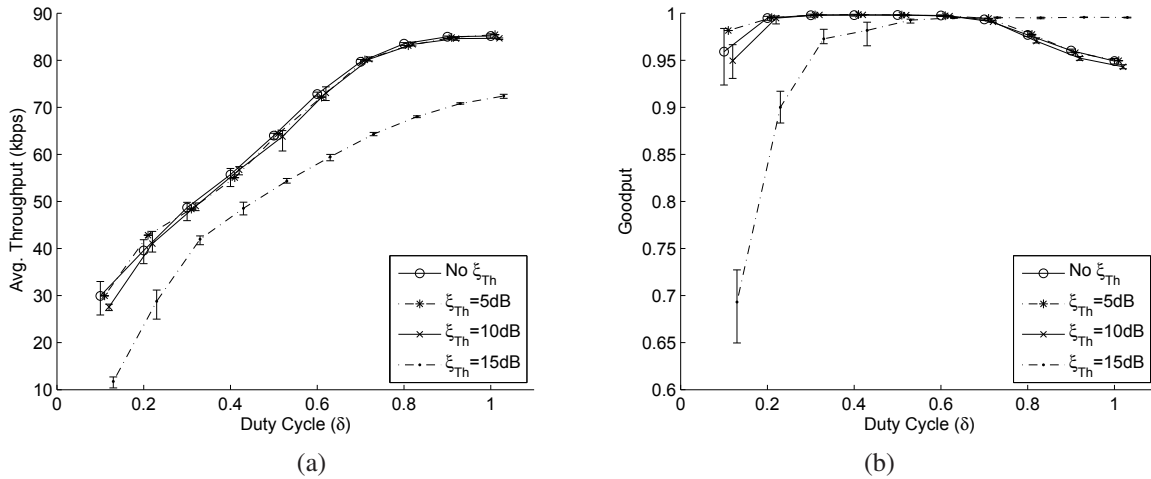 90
80
70
60
50
40
30
20
10
0
0.2
0.4
0.6
0.8
1
Avg. Throughput (kbps)
Duty Cycle (δ)
No ξTh
ξTh=5dB
ξTh=10dB
ξTh=15dB
(a)
1
0.95
0.9
0.85
0.8
0.75
0.7
0.65
0.6
0
0.2
0.4
0.6
0.8
1
Goodput
Duty Cycle (δ)
No ξTh
ξTh=5dB
ξTh=10dB
ξTh=15dB
(b)